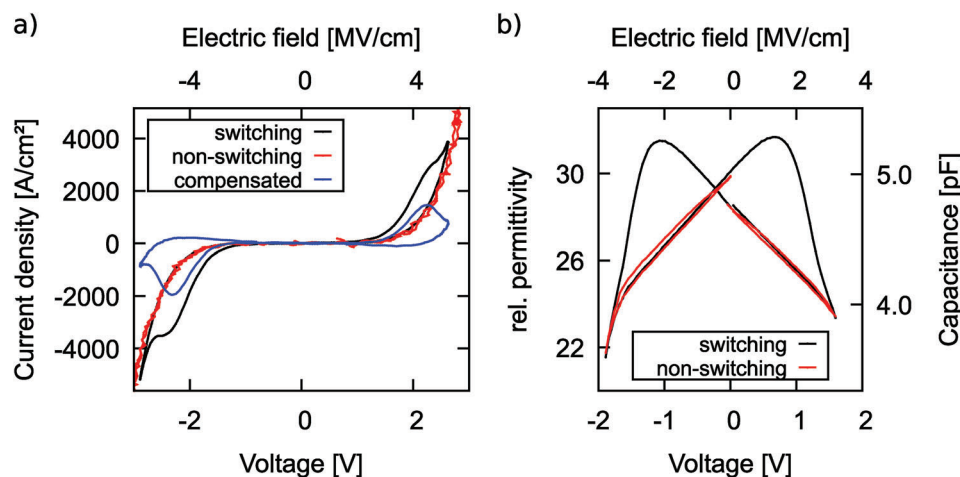 a)
Electric field [MV/cm]
-4 0 4
4000
2000
0
-2000
-4000
Current density [A/cm²]
switching
non-switching
compensated
-2 0 2
Voltage [V]
b)
Electric field [MV/cm]
-4 -2 0 2 4
30
26
22
rel. permittivity
5.0
4.0
Capacitance [pF]
switching
non-switching
-2 -1 0 1 2
Voltage [V]